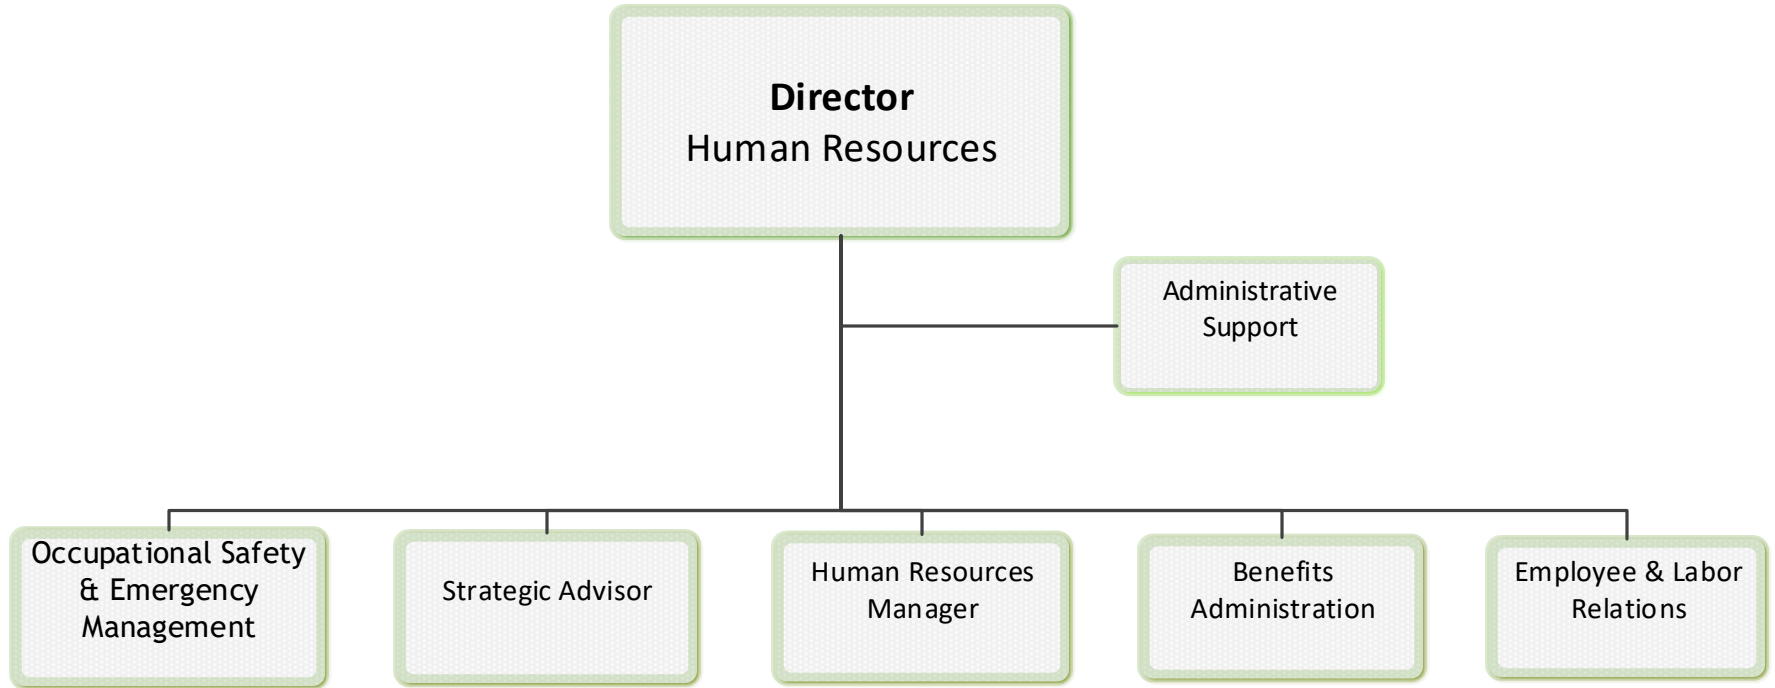 Director
Human Resources
Administrative
Support
Occupational Safety
& Emergency
Management
Strategic Advisor
Human Resources
Manager
Benefits
Administration
Employee & Labor
Relations